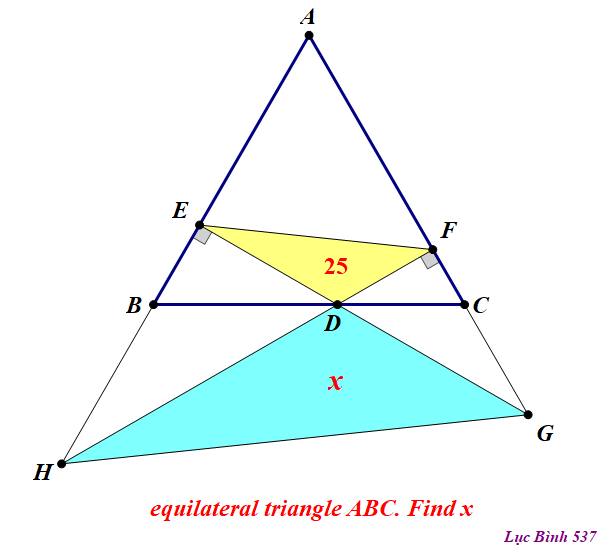 A
E
F
25
B
D
C
x
G
H
equilateral triangle ABC. Find x
Lục Bình 537